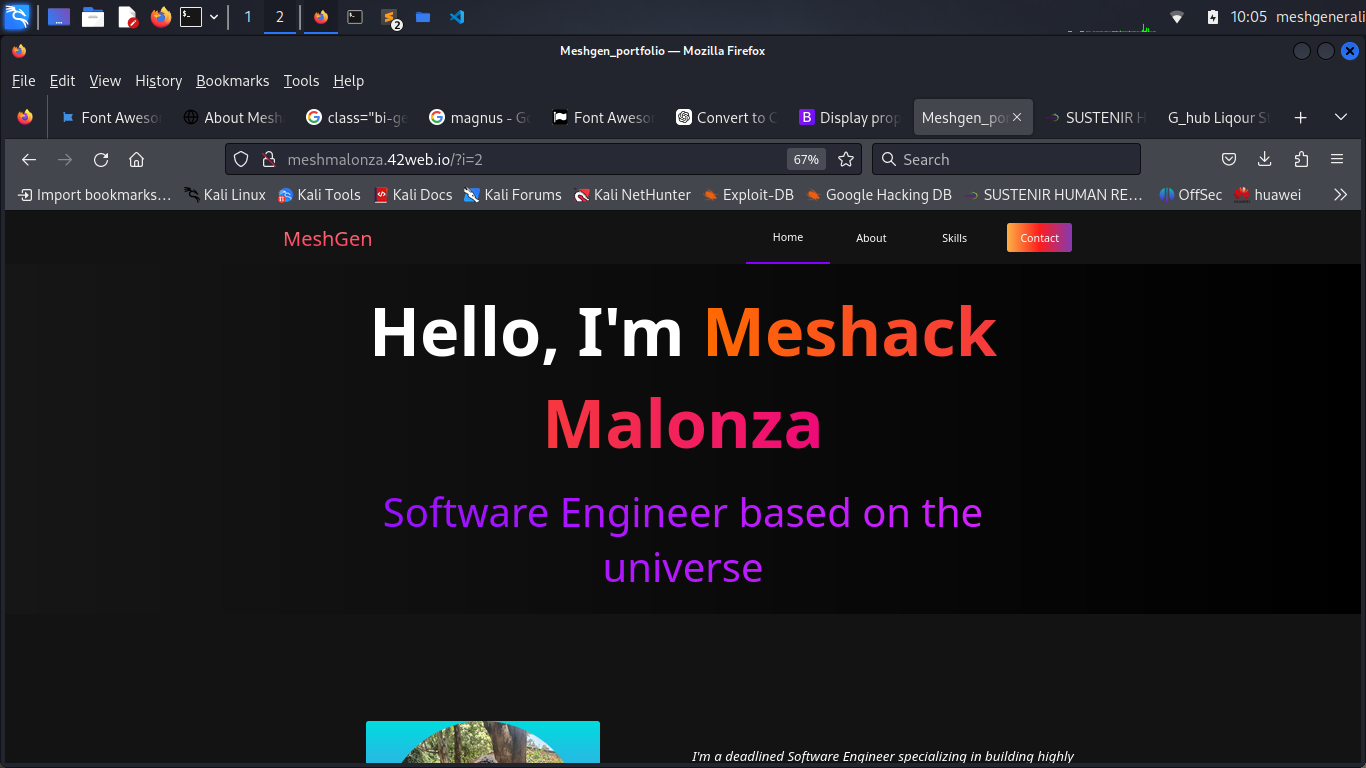 1 2 2 10:05 meshgenerali
Meshgen_portfolio — Mozilla Firefox
File Edit View History Bookmarks Tools Help
Font Aweso About Mesh class="bi-ge magnus - Go Font Aweso Convert to C Display prop Meshgen_po SUSTENIR H G_hub Liqour S
meshmalonza.42web.io/?i=2 67% Search
Import bookmarks... Kali Linux Kali Tools Kali Docs Kali Forums Kali NetHunter Exploit-DB Google Hacking DB SUSTENIR HUMAN RE... OffSec huawei
MeshGen Home About Skills Contact
Hello, I'm Meshack
Malonza
Software Engineer based on the
universe
I'm a deadlined Software Engineer specializing in building highly